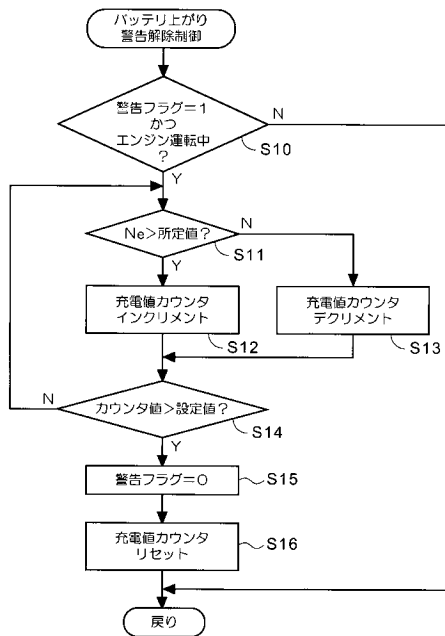 バッテリ上がり
警告解除制御
警告フラグ=1
かつ
エンジン運転中
?
N
S10
Y
Ne>所定値?
N
S11
Y
充電値カウンタ
インクリメント
S12
充電値カウンタ
デクリメント
S13
N
カウンタ値>設定値?
S14
Y
警告フラグ=0
S15
充電値カウンタ
リセット
S16
戻り